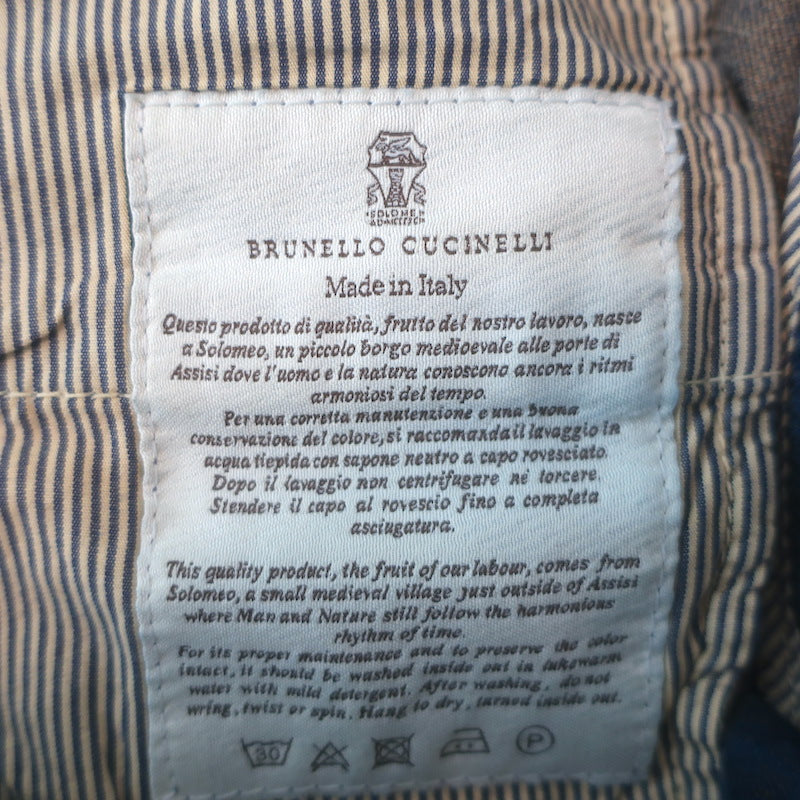 SOLOMEO
BRUNELLO CUCINELLI
Made in Italy
Questo prodotto di qualità, frutto del nostro lavoro, nasce
a Solomeo, un piccolo borgo medioevale alle porte di
Assisi dove l'uomo e la natura conoscono ancora i ritmi
armoniosi del tempo.
Per una corretta manutenzione e una buona
conservazione del colore, si raccomanda il lavaggio in
acqua tiepida con sapone neutro a capo rovesciato.
Dopo il lavaggio non centrifugare nè torcere.
Stendere il capo al rovescio fino a completa
asciugatura.
This quality product, the fruit of our labour, comes from
Solomeo, a small medieval village just outside of Assisi
where Man and Nature still follow the harmonious
rhythm of time.
For its proper maintenance and to preserve the color
intact, it should be washed inside out in lukewarm
water with mild detergent. After washing, do not
wring, twist or spin. Hang to dry, turned inside out.
30 P